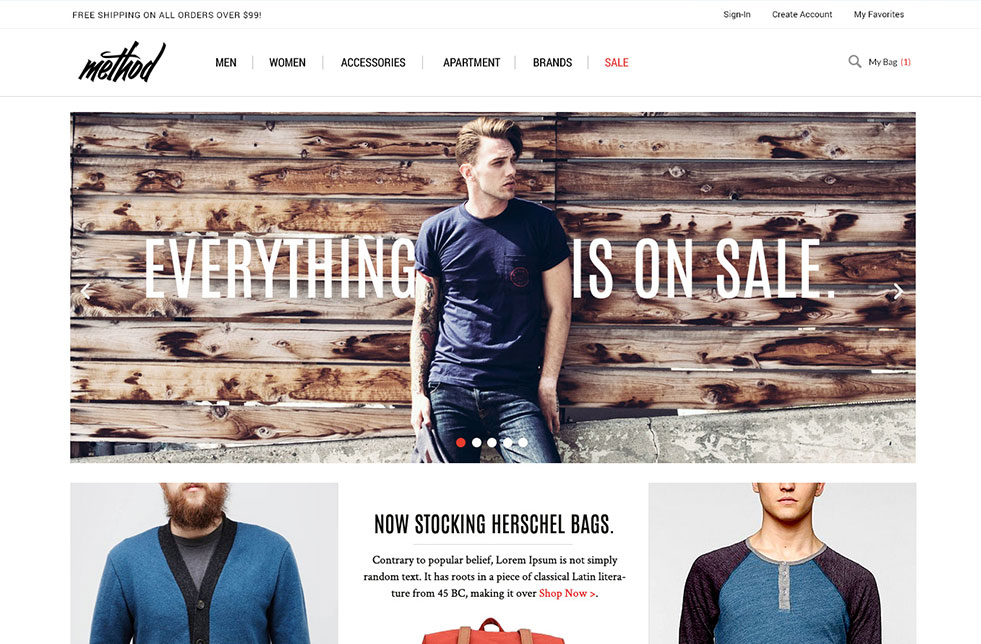 FREE SHIPPING ON ALL ORDERS OVER $99!
Sign-In
Create Account
My Favorites
method
MEN
WOMEN
ACCESSORIES
APARTMENT
BRANDS
SALE
My Bag (1)
EVERYTHING IS ON SALE.
NOW STOCKING HERSCHEL BAGS.
Contrary to popular belief, Lorem Ipsum is not simply
random text. It has roots in a piece of classical Latin litera-
ture from 45 BC, making it over Shop Now >.